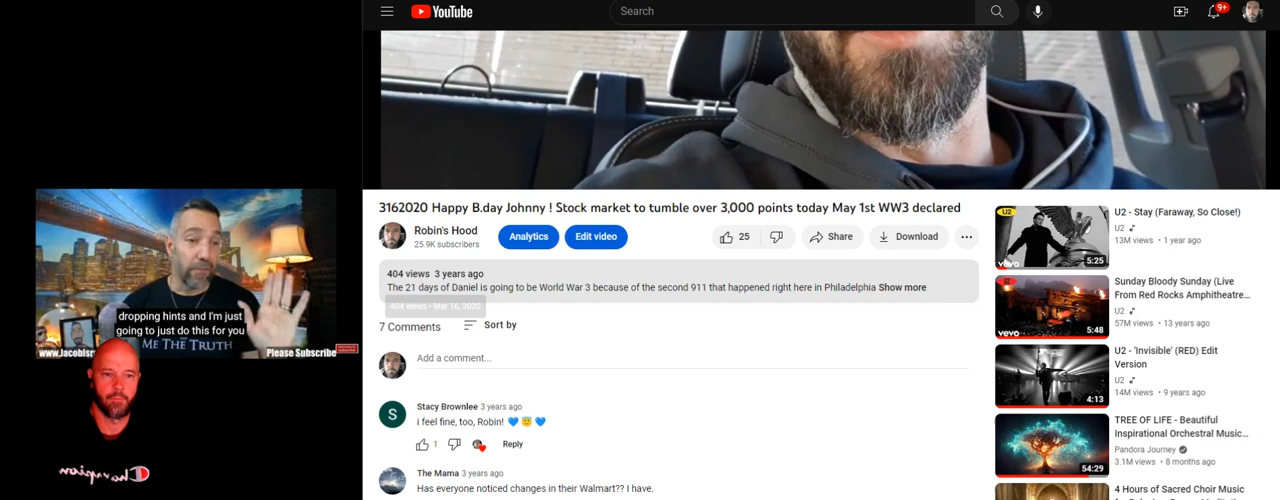 YouTube
Search
9+
dropping hints and I'm just
going to just do this for you
ME THE TRUTH
www.JacobIsr
Please Subscribe
Champion
3162020 Happy B.day Johnny ! Stock market to tumble over 3,000 points today May 1st WW3 declared
Robin's Hood
25.9K subscribers
Analytics
Edit video
25
Share
Download
404 views 3 years ago
The 21 days of Daniel is going to be World War 3 because of the second 911 that happened right here in Philadelphia Show more
404 views • Mar 16, 2020
7 Comments
Sort by
Add a comment...
S
Stacy Brownlee 3 years ago
i feel fine, too, Robin! 💙 😇 💙
1
Reply
The Mama 3 years ago
Has everyone noticed changes in their Walmart?? I have.
U2
vevo
5:25
U2 - Stay (Faraway, So Close!)
U2
13M views • 1 year ago
vevo
5:48
Sunday Bloody Sunday (Live
From Red Rocks Amphitheatre...
U2
57M views • 13 years ago
4:13
U2 - 'Invisible' (RED) Edit
Version
U2
14M views • 9 years ago
54:29
TREE OF LIFE - Beautiful
Inspirational Orchestral Music...
Pandora Journey
3.1M views • 8 months ago
4 Hours of Sacred Choir Music